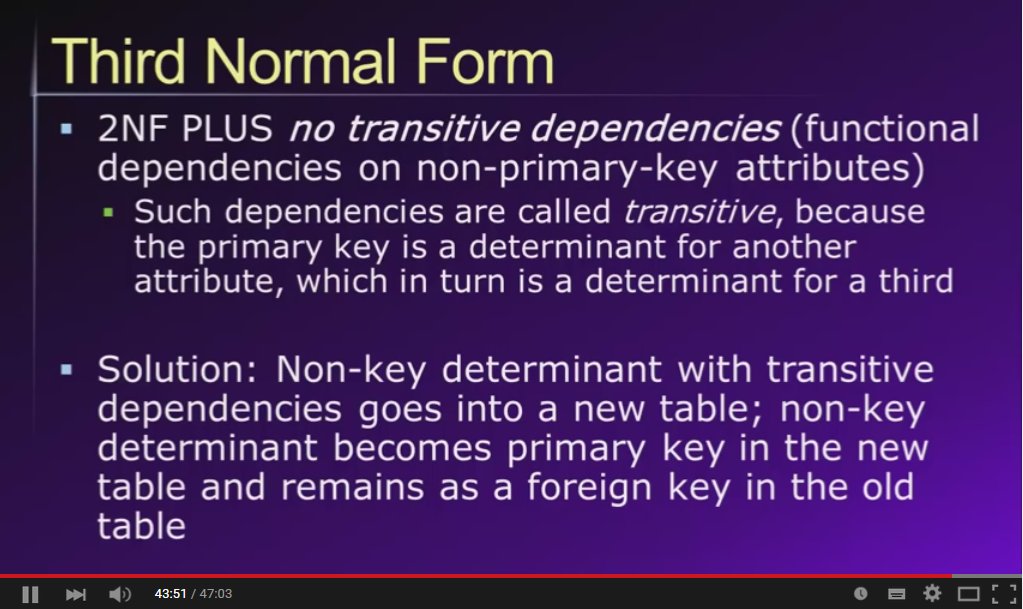 Third Normal Form
2NF PLUS no transitive dependencies (functional
dependencies on non-primary-key attributes)
Such dependencies are called transitive, because
the primary key is a determinant for another
attribute, which in turn is a determinant for a third
Solution: Non-key determinant with transitive
dependencies goes into a new table; non-key
determinant becomes primary key in the new
table and remains as a foreign key in the old
table
43:51 / 47:03